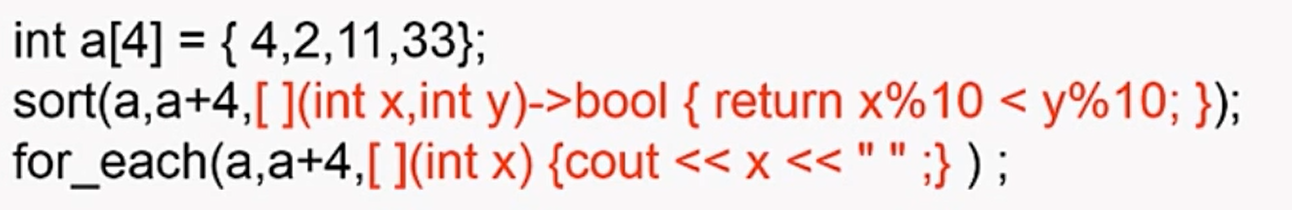 int a[4] = { 4,2,11,33};
sort(a,a+4,[ ](int x,int y)->bool { return x%10 < y%10; });
for_each(a,a+4,[ ](int x) {cout << x << " " ;} ) ;